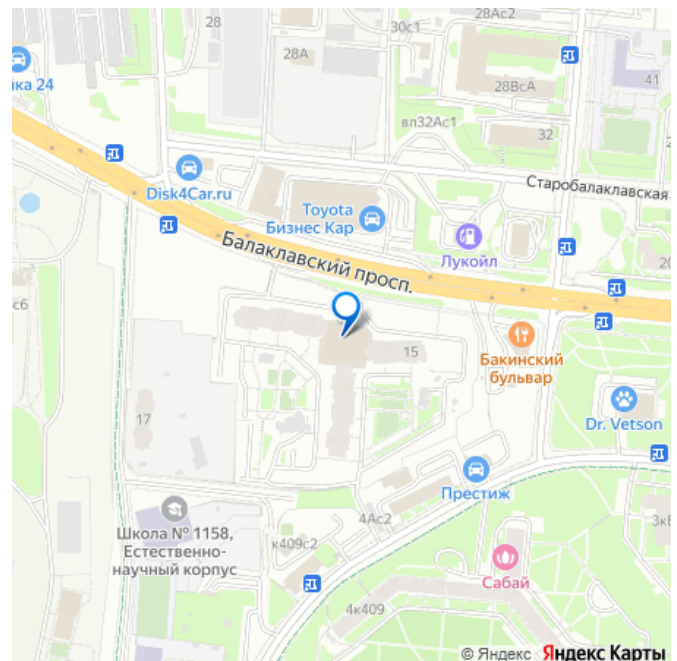 28Ас2
30с1
28
28А
41
28ВсА
ка 24
вл32Ас1
32
Disk4Car.ru
Старобалаклавская
Toyota
Бизнес Кар
Лукойл
Балаклавский просп.
с6
15
Бакинский
бульвар
17
Dr. Vetson
Престиж
4Ас2
Школа № 1158,
Естественно-
научный корпус
к409с2
Сабай
4к409
© Яндекс Яндекс Карты